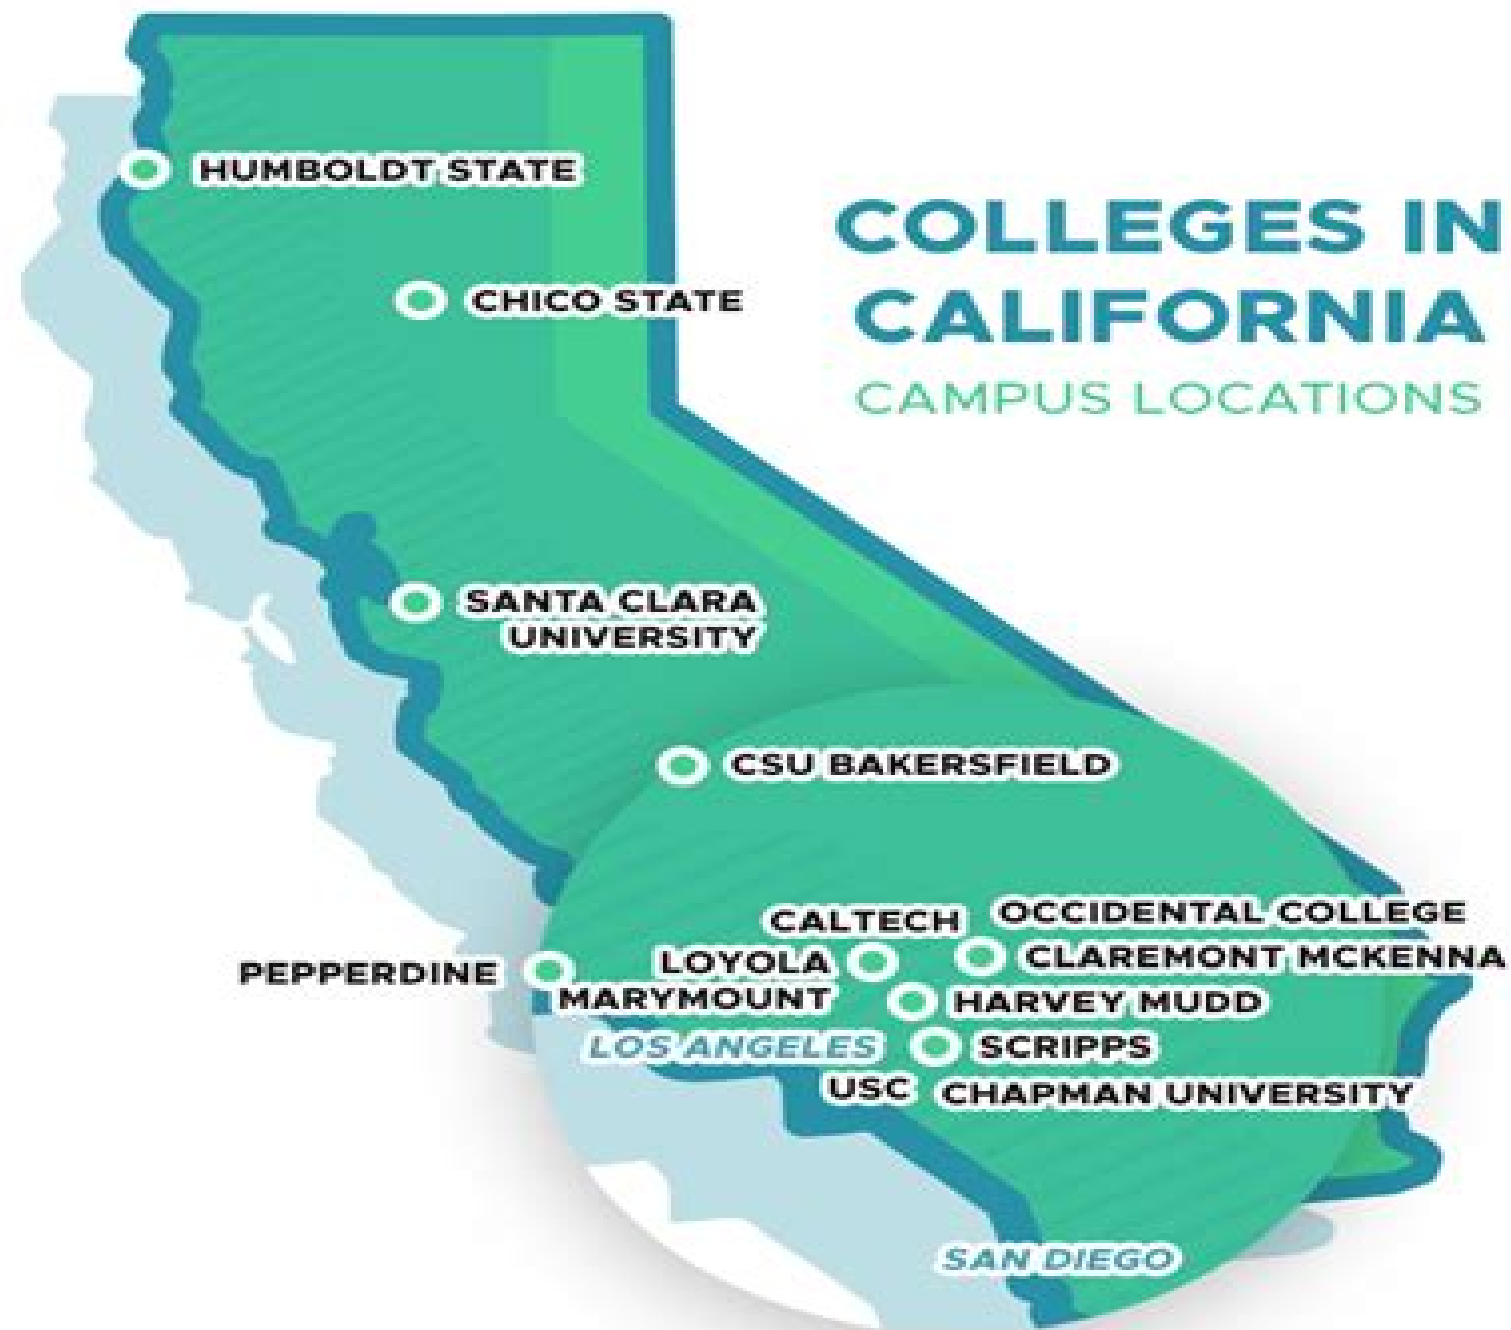 HUMBOLDT STATE
COLLEGES IN
CALIFORNIA
CAMPUS LOCATIONS
CHICO STATE
SANTA CLARA
UNIVERSITY
CSU BAKERSFIELD
CALTECH
OCCIDENTAL COLLEGE
PEPPERDINE
LOYOLA
MARYMOUNT
CLAREMONT MCKENNA
HARVEY MUDD
LOS ANGELES
SCRIPPS
USC
CHAPMAN UNIVERSITY
SAN DIEGO